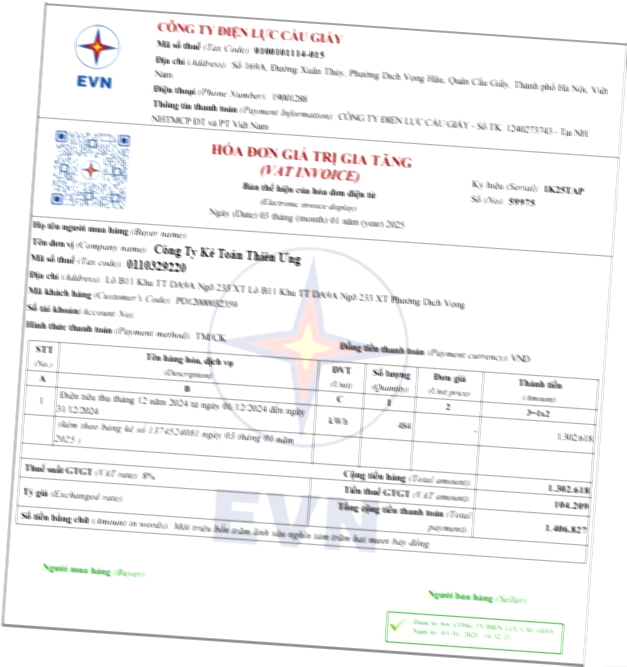 CÔNG TY ĐIỆN LỰC CẦU GIẤY
Mã số thuế (Tax Code): 0100101114-015
Địa chỉ (Address): Số 169A, Đường Xuân Thủy, Phường Dịch Vọng Hậu, Quận Cầu Giấy, Thành phố Hà Nội, Việt
Nam
Điện thoại (Phone Number): 19001288
Thông tin thanh toán (Payment Information): CÔNG TY ĐIỆN LỰC CẦU GIẤY - Số TK 1240273743 - Tại NH
NHTMCP ĐT và PT Việt Nam
EVN
HÓA ĐƠN GIÁ TRỊ GIA TĂNG
(VAT INVOICE)
Bản thể hiện của hóa đơn điện tử
(Electronic invoice display)
Ngày (Date) 03 tháng (month) 01 năm (year) 2025
Ký hiệu (Serial): 1K25TAP
Số (No): 59975
Họ tên người mua hàng (Buyer name):
Tên đơn vị (Company name): Công Ty Kế Toán Thiên Ưng
Mã số thuế (Tax code): 0110329220
Địa chỉ (Address): Lô B11 Khu TT DA9A Ngõ 233 XT Lô B11 Khu TT DA9A Ngõ 233 XT Phường Dịch Vọng
Mã khách hàng (Customer's Code):
Số tài khoản( Account No):
Hình thức thanh toán (Payment method): TM/CK
Đồng tiền thanh toán (Payment currency): VND
STT
(No.)
Tên hàng hóa, dịch vụ
(Description)
ĐVT
(Unit)
Số lượng
(Quantity)
Đơn giá
(Unit price)
Thành tiền
(Amount)
A
B
C
1
2
3=1x2
1
Điện tiêu thụ tháng 12 năm 2024 từ ngày 01/12/2024 đến ngày
31/12/2024
kWh
484
-
1.302.618
(kèm theo bảng kê số 1374524081 ngày 03 tháng 00 năm
2025 )
Cộng tiền hàng (Total amount):
1.302.618
Thuế suất GTGT (VAT rate): 8%
Tiền thuế GTGT (VAT amount):
104.209
Tỷ giá (Exchanged rate):
Tổng cộng tiền thanh toán (Total
payment):
1.406.827
Số tiền bằng chữ (Amount in words): Một triệu bốn trăm linh sáu nghìn tám trăm hai mươi bảy đồng
EVN
Người mua hàng (Buyer)
Người bán hàng (Seller)
CÔNG TY ĐIỆN LỰC CẦU GIẤY